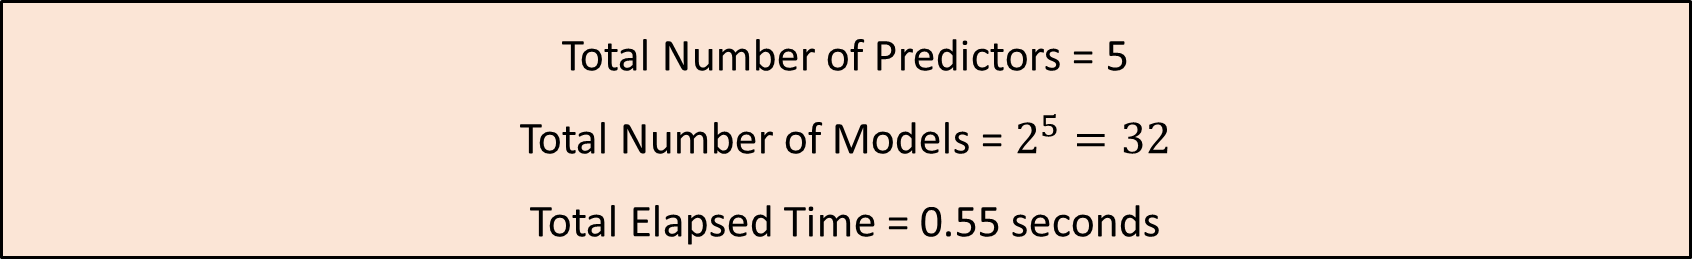 Total Number of Predictors = 5
Total Number of Models = 2⁵ = 32
Total Elapsed Time = 0.55 seconds